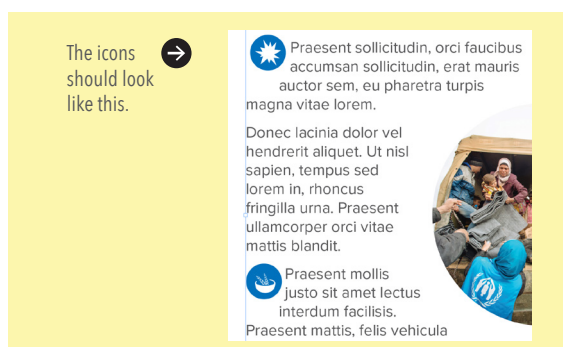 The icons
should look
like this.
Praesent sollicitudin, orci faucibus
accumsan sollicitudin, erat mauris
auctor sem, eu pharetra turpis
magna vitae lorem.
Donec lacinia dolor vel
hendrerit aliquet. Ut nisl
sapien, tempus sed
lorem in, rhoncus
fringilla urna. Praesent
ullamcorper orci vitae
mattis blandit.
Praesent mollis
justo sit amet lectus
interdum facilisis.
Praesent mattis, felis vehicula